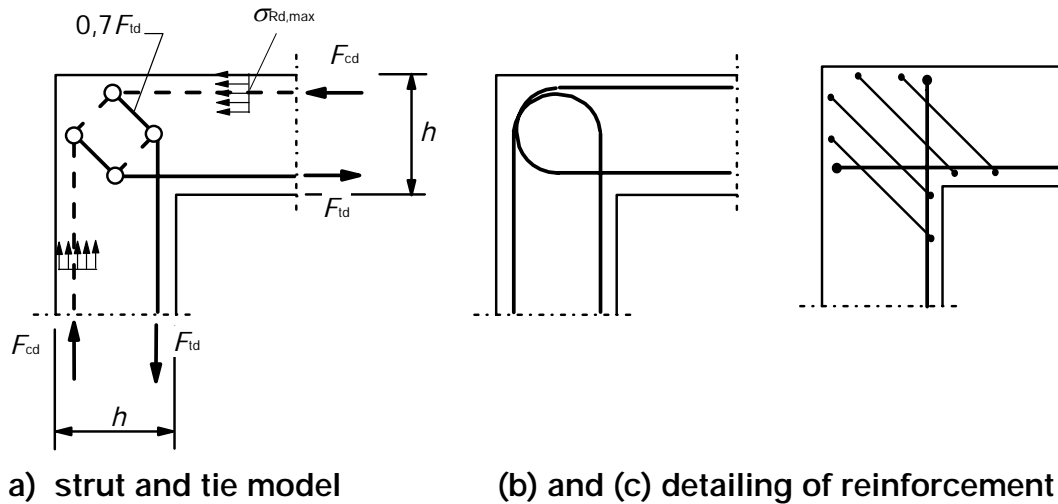 0,7Ftd
σRd,max
Fcd
h
Ftd
Fcd
Ftd
h
a) strut and tie model
(b) and (c) detailing of reinforcement